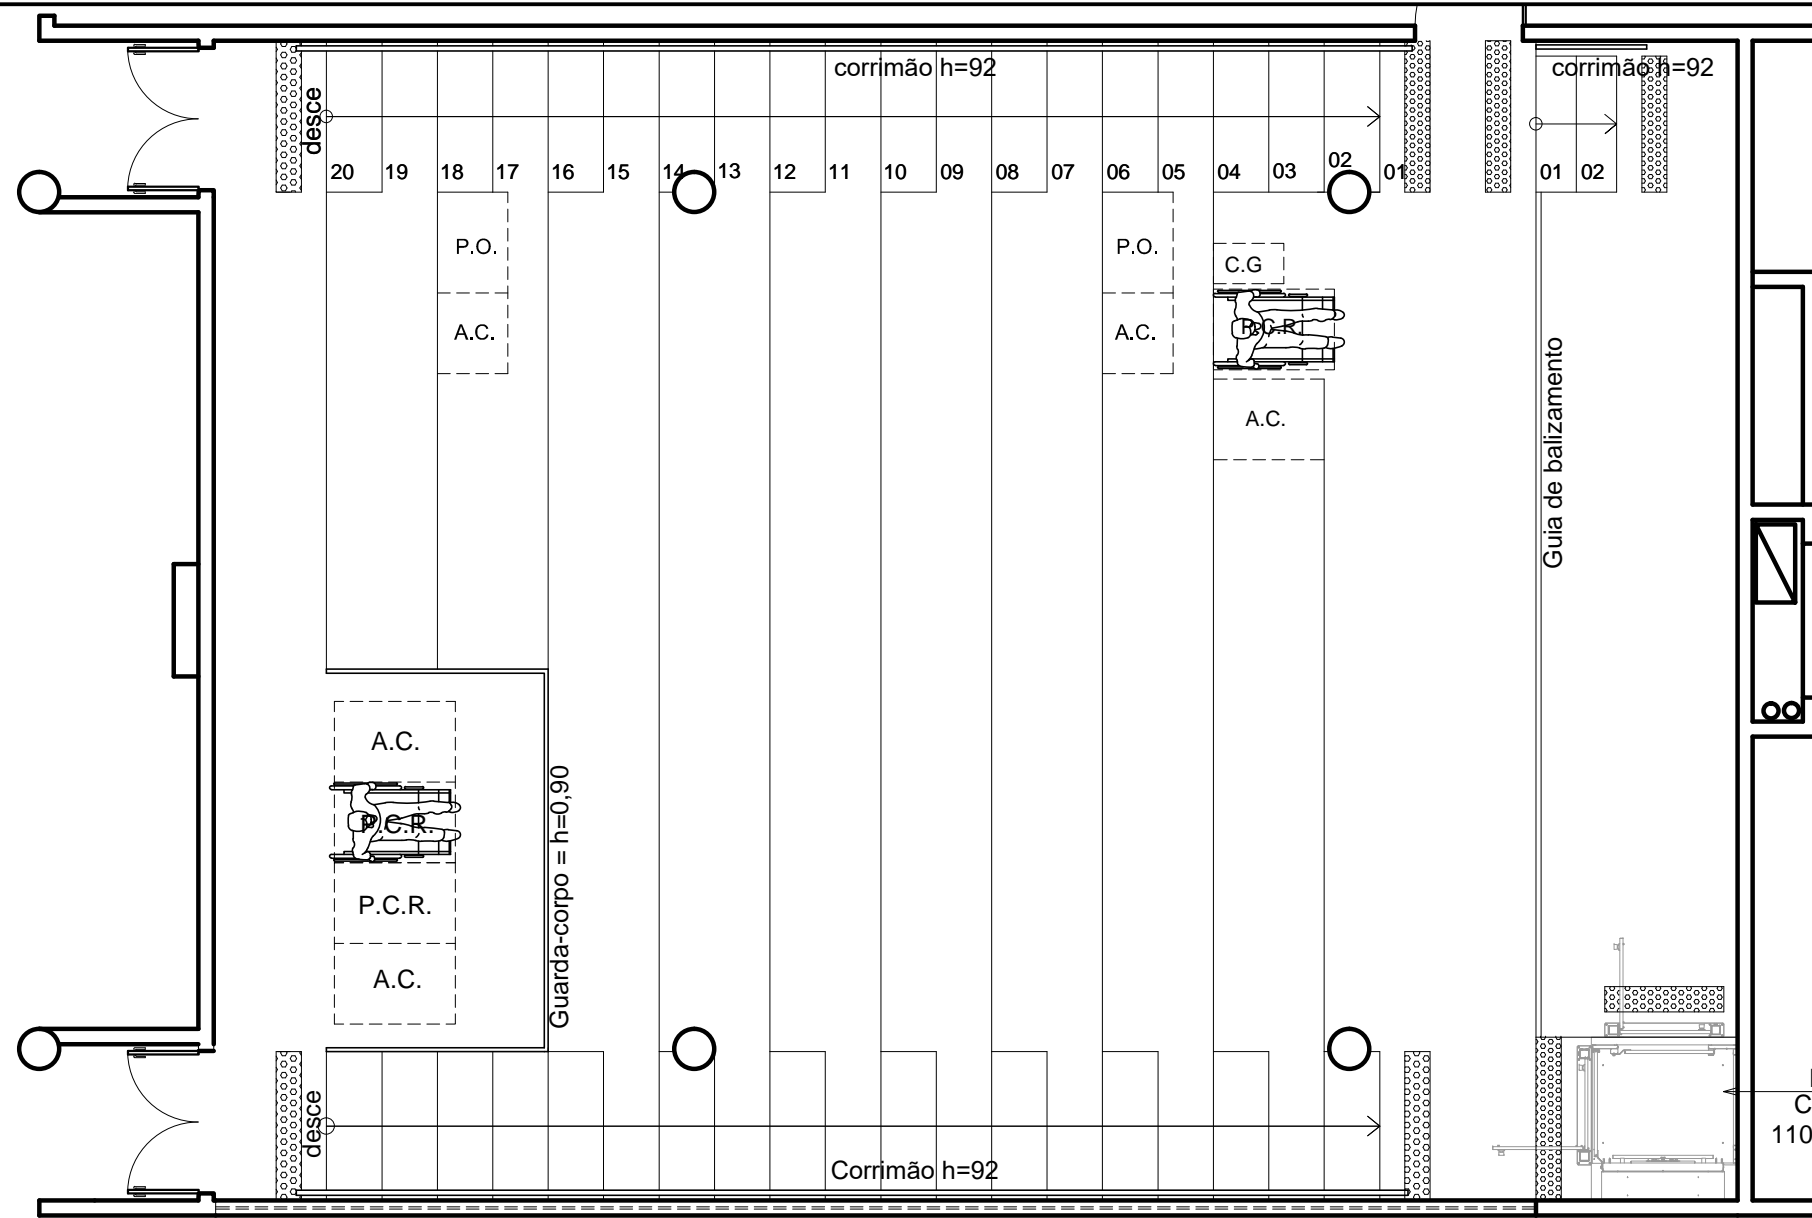 corrimão h=92
corrimão h=92
desce
20 19 18 17 16 15 14 13 12 11 10 09 08 07 06 05 04 03 02 01
01 02
P.O.
P.O.
C.G
A.C.
A.C.
P.C.R.
A.C.
Guia de balizamento
A.C.
P.C.R.
P.C.R.
A.C.
Guarda-corpo = h=0,90
desce
Corrimão h=92
C
110